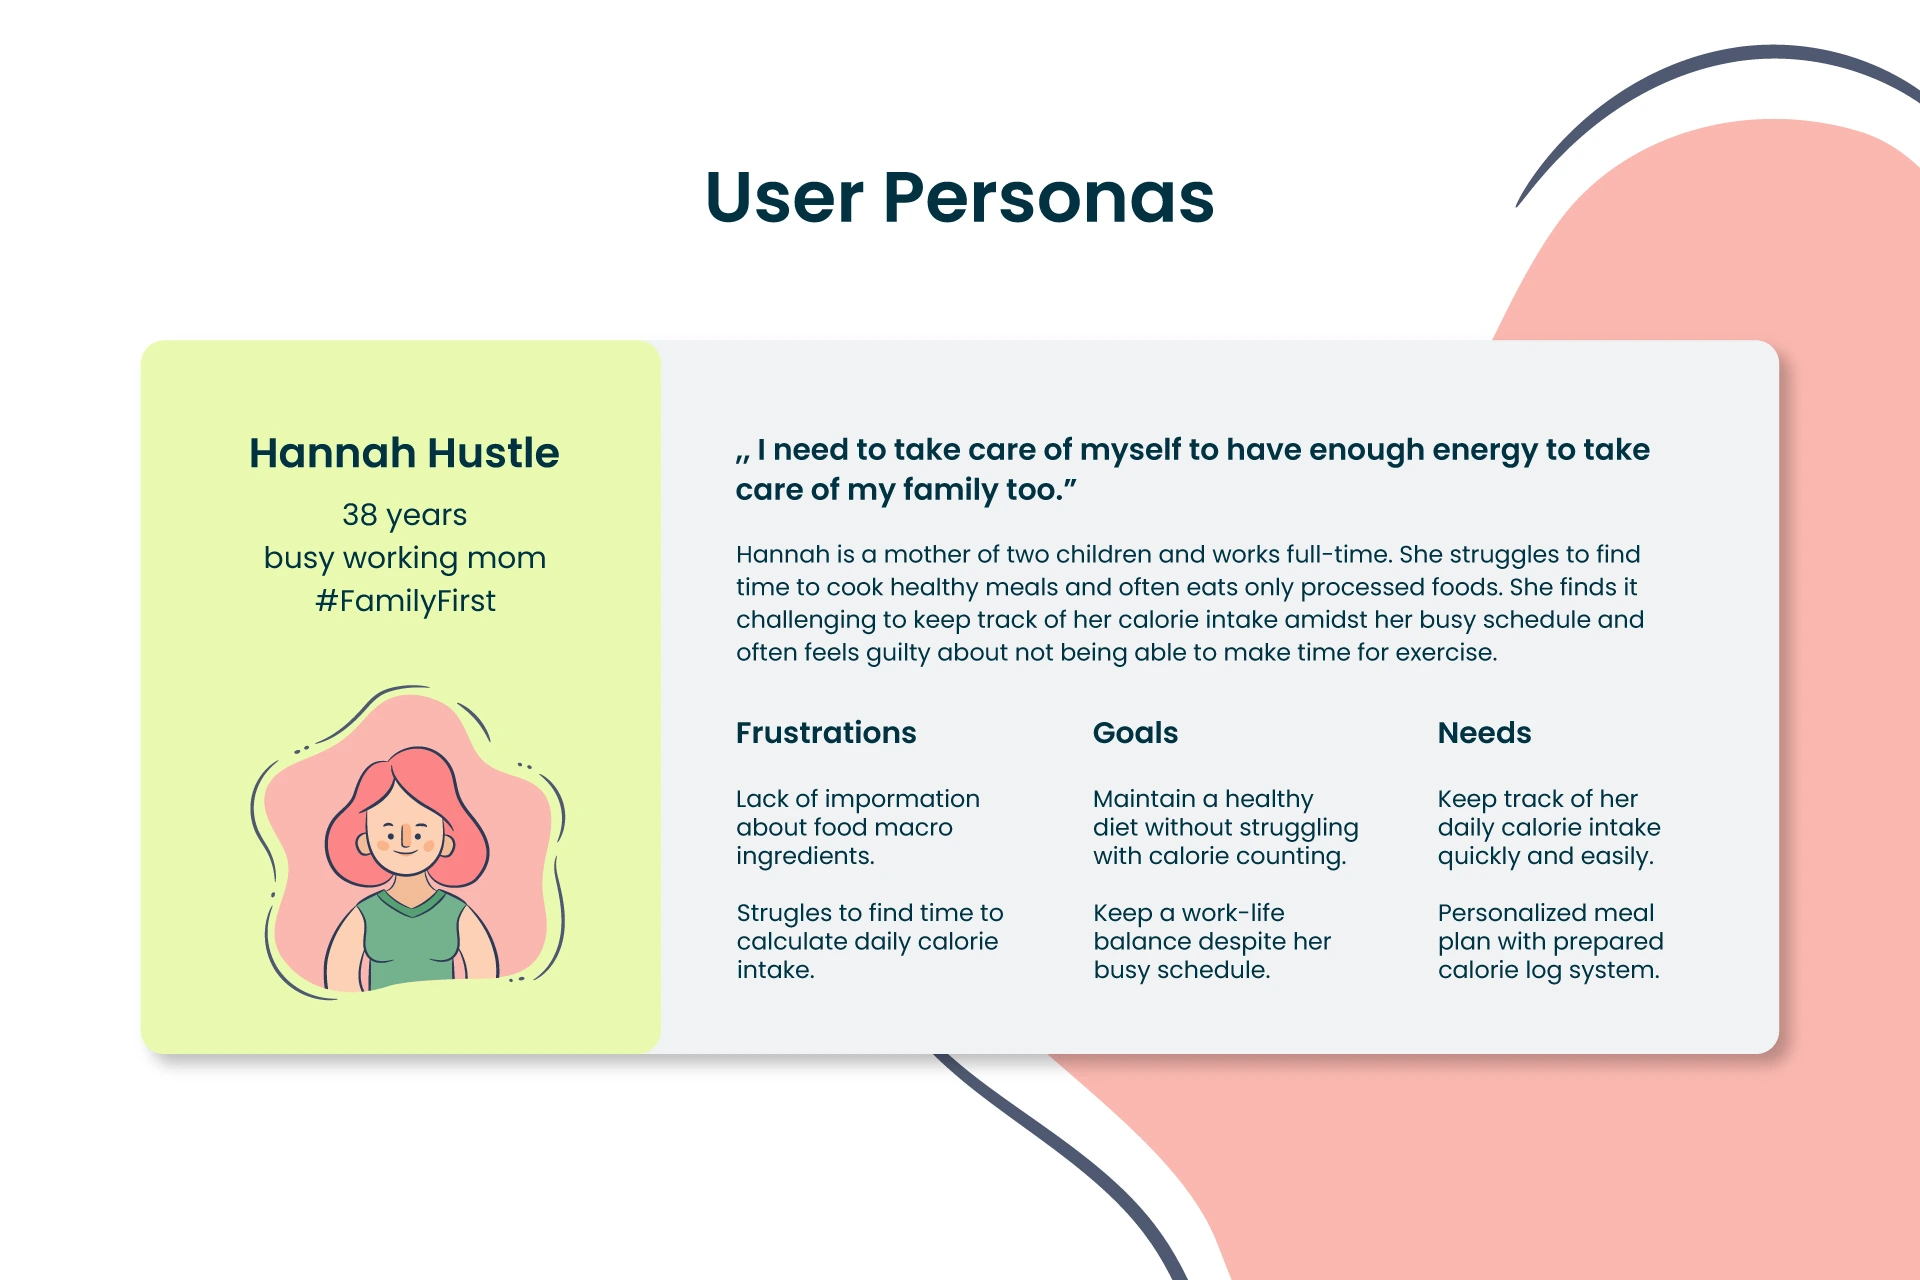 User Personas
Hannah Hustle
38 years
busy working mom
#FamilyFirst
,, I need to take care of myself to have enough energy to take
care of my family too.”
Hannah is a mother of two children and works full-time. She struggles to find
time to cook healthy meals and often eats only processed foods. She finds it
challenging to keep track of her calorie intake amidst her busy schedule and
often feels guilty about not being able to make time for exercise.
Frustrations
Lack of impormation
about food macro
ingredients.
Strugles to find time to
calculate daily calorie
intake.
Goals
Maintain a healthy
diet without struggling
with calorie counting.
Keep a work-life
balance despite her
busy schedule.
Needs
Keep track of her
daily calorie intake
quickly and easily.
Personalized meal
plan with prepared
calorie log system.